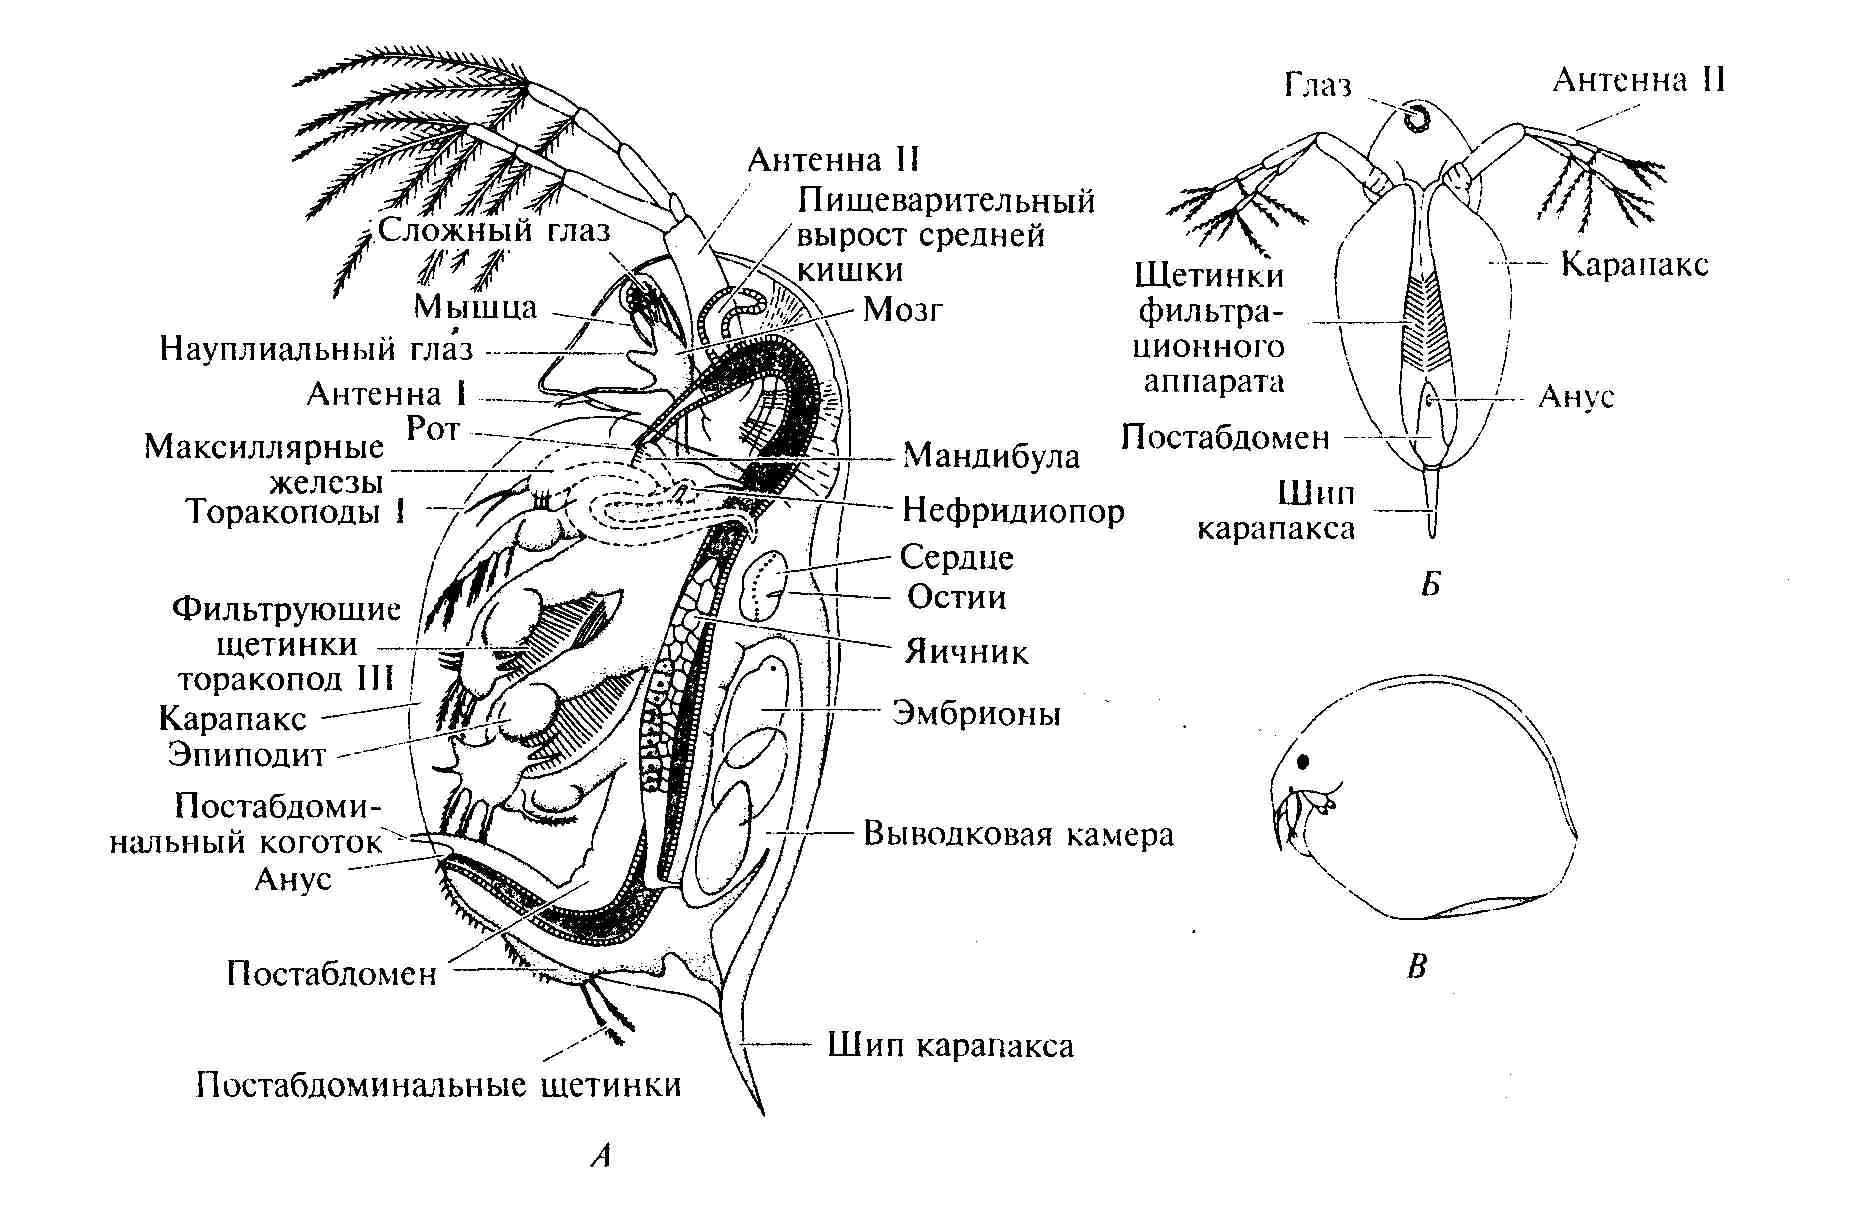 Антенна II
Пищеварительный
вырост средней
кишки
Сложный глаз
Мышца
Мозг
Науплиальный глаз
Антенна I
Рот
Максиллярные
железы
Торакоподы I
Мандибула
Нефридиопор
Сердце
Остии
Фильтрующие
щетинки
торакопод III
Яичник
Карапакс
Эпиподит
Эмбрионы
Постабдоми-
нальный коготок
Анус
Выводковая камера
Постабдомен
Шип карапакса
Постабдоминальные щетинки
А
Глаз
Антенна II
Щетинки
фильтра-
ционного
аппарата
Карапакс
Анус
Постабдомен
Шип
карапакса
Б
В